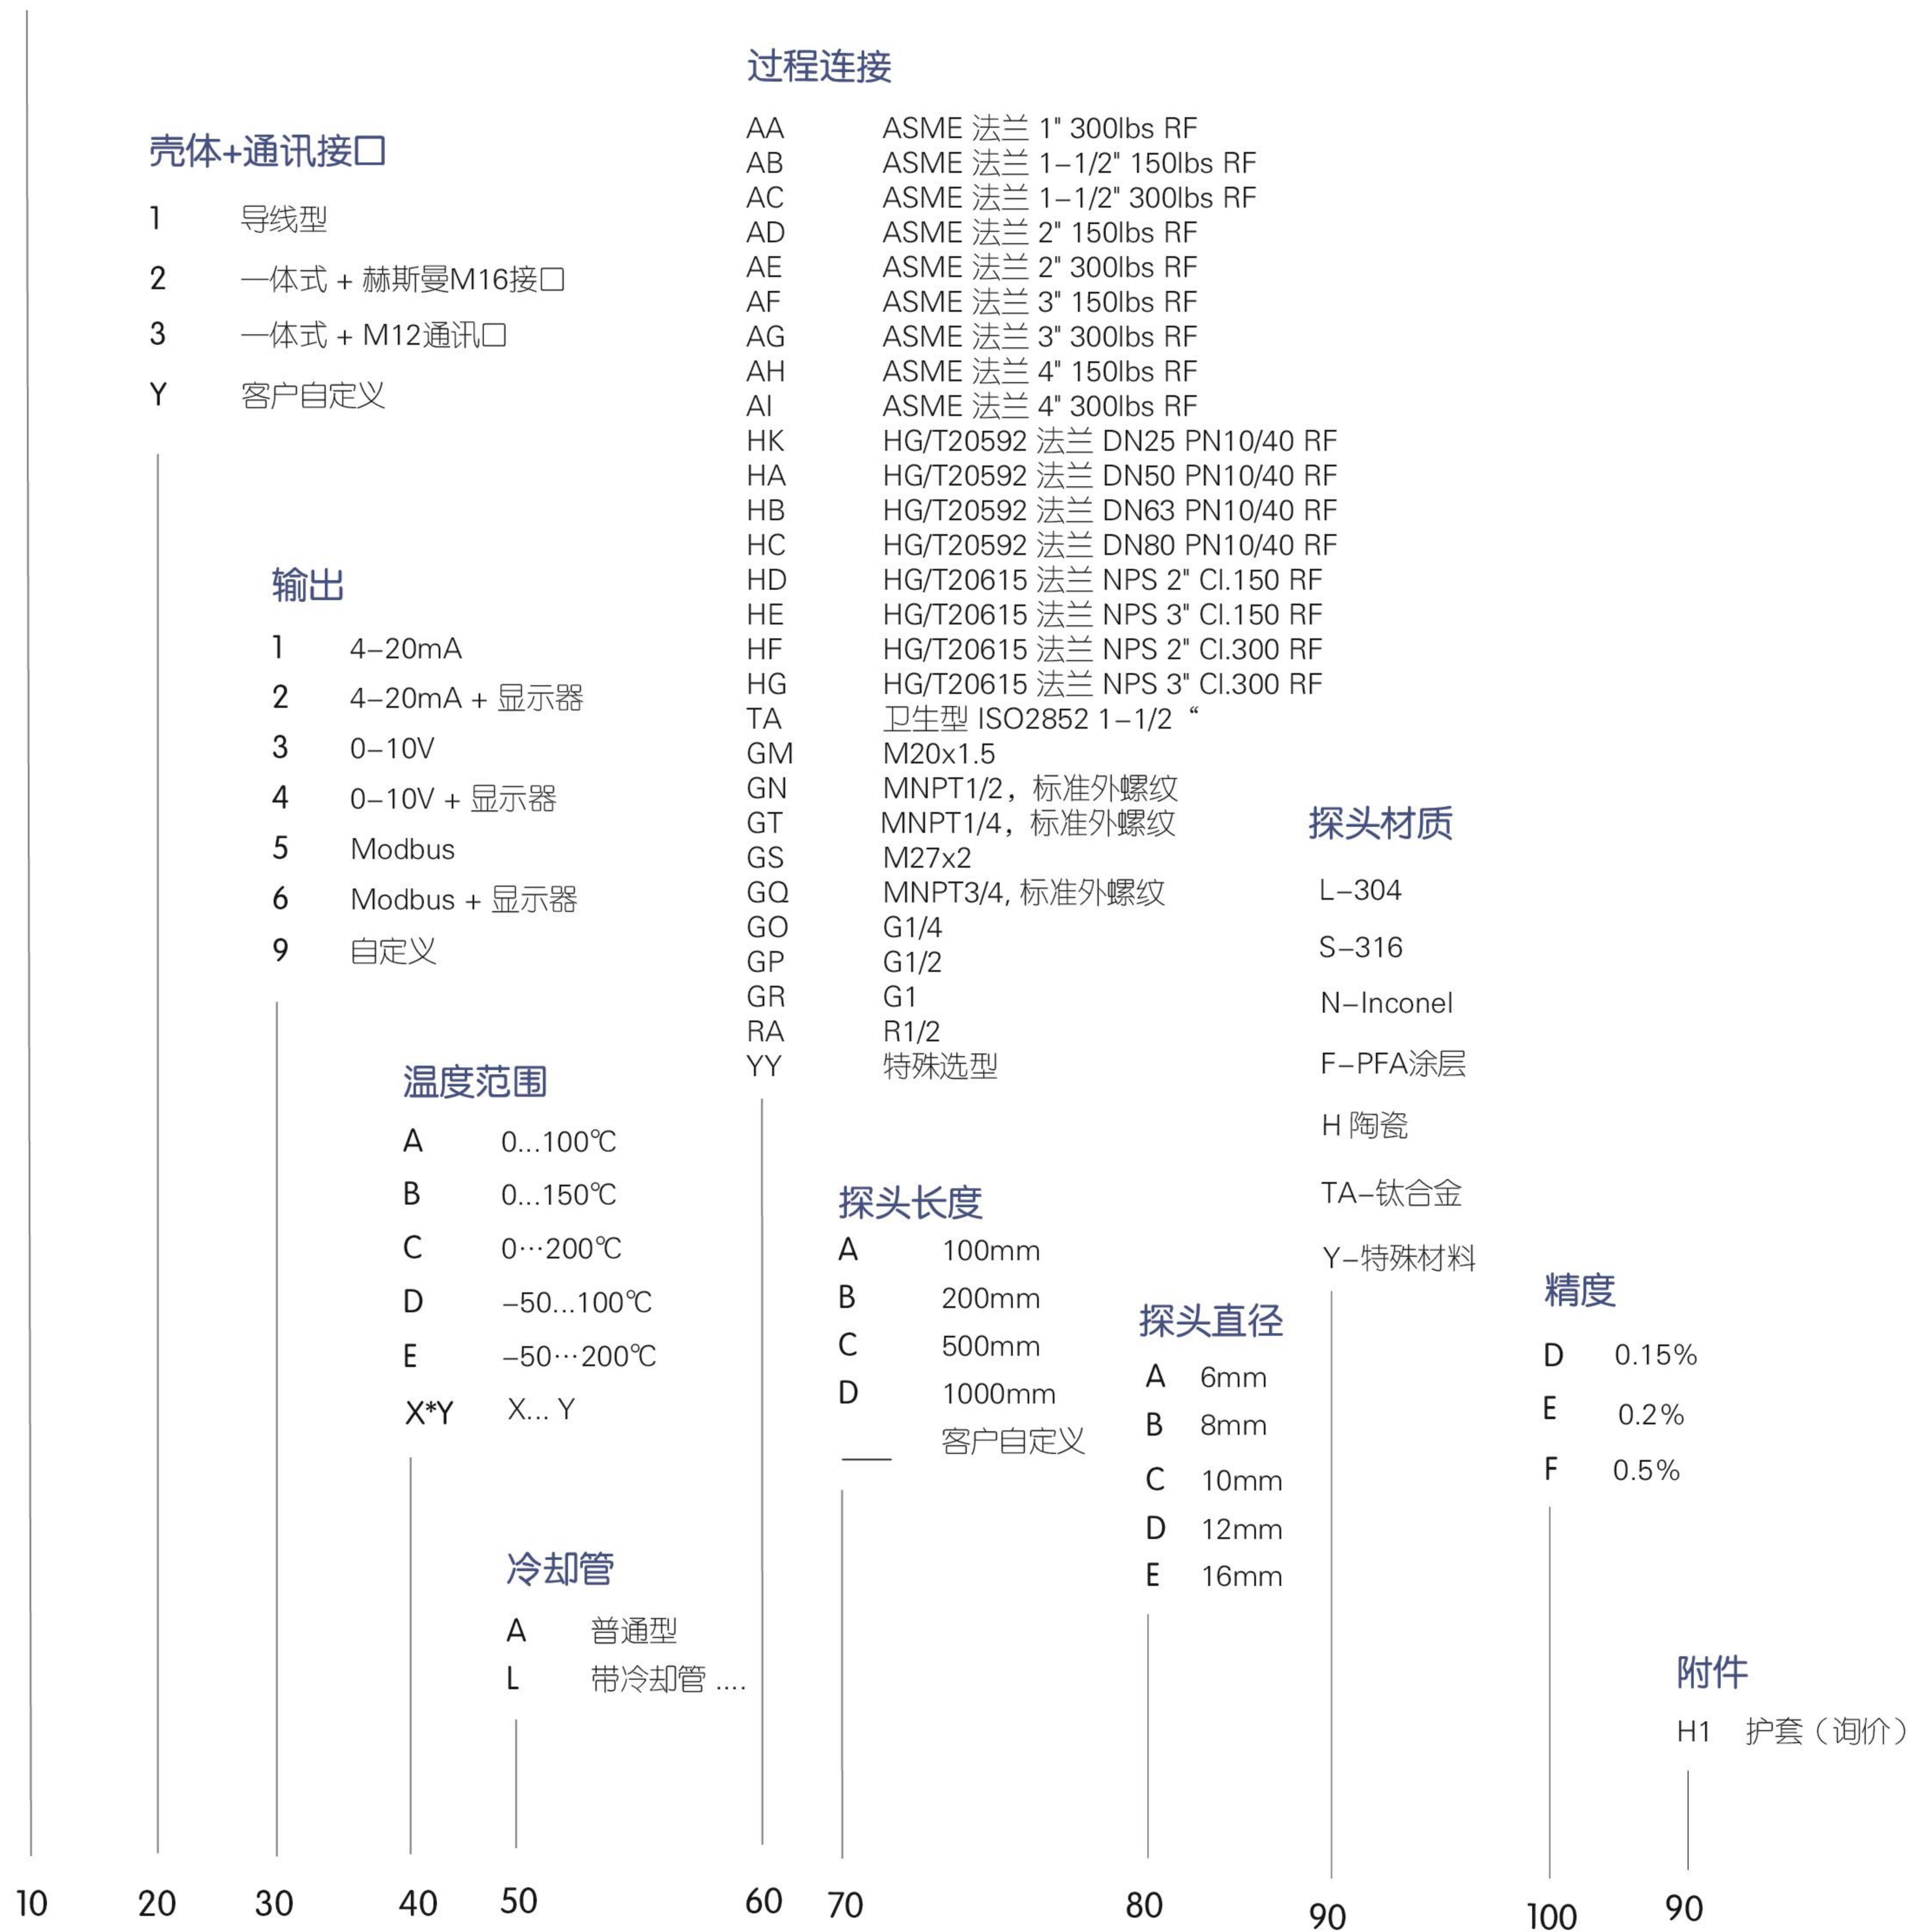 过程连接
AA ASME 法兰 1" 300lbs RF
AB ASME 法兰 1-1/2" 150lbs RF
AC ASME 法兰 1-1/2" 300lbs RF
AD ASME 法兰 2" 150lbs RF
AE ASME 法兰 2" 300lbs RF
AF ASME 法兰 3" 150lbs RF
AG ASME 法兰 3" 300lbs RF
AH ASME 法兰 4" 150lbs RF
AI ASME 法兰 4" 300lbs RF
HK HG/T20592 法兰 DN25 PN10/40 RF
HA HG/T20592 法兰 DN50 PN10/40 RF
HB HG/T20592 法兰 DN63 PN10/40 RF
HC HG/T20592 法兰 DN80 PN10/40 RF
HD HG/T20615 法兰 NPS 2" Cl.150 RF
HE HG/T20615 法兰 NPS 3" Cl.150 RF
HF HG/T20615 法兰 NPS 2" Cl.300 RF
HG HG/T20615 法兰 NPS 3" Cl.300 RF
TA 卫生型 ISO2852 1-1/2 “
GM M20x1.5
GN MNPT1/2，标准外螺纹
GT MNPT1/4，标准外螺纹
GS M27x2
GQ MNPT3/4, 标准外螺纹
GO G1/4
GP G1/2
GR G1
RA R1/2
YY 特殊选型
壳体+通讯接口
1 导线型
2 一体式 + 赫斯曼M16接口
3 一体式 + M12通讯口
Y 客户自定义
输出
1 4-20mA
2 4-20mA + 显示器
3 0-10V
4 0-10V + 显示器
5 Modbus
6 Modbus + 显示器
9 自定义
温度范围
A 0...100℃
B 0...150℃
C 0···200℃
D -50...100℃
E -50···200℃
X*Y X... Y
冷却管
A 普通型
L 带冷却管 ....
探头长度
A 100mm
B 200mm
C 500mm
D 1000mm
___ 客户自定义
探头直径
A 6mm
B 8mm
C 10mm
D 12mm
E 16mm
探头材质
L-304
S-316
N-Inconel
F-PFA涂层
H 陶瓷
TA-钛合金
Y-特殊材料
精度
D 0.15%
E 0.2%
F 0.5%
附件
H1 护套（询价）
10 20 30 40 50 60 70 80 90 100 90